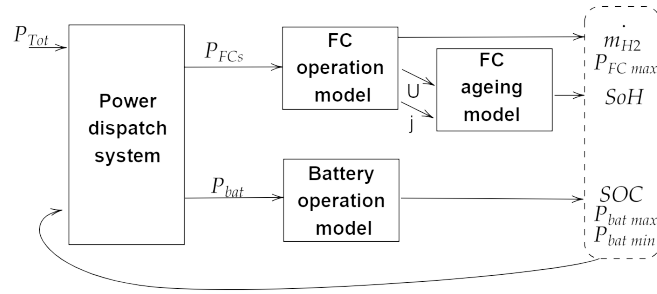 P_Tot
Power
dispatch
system
P_FCs
FC
operation
model
U
j
FC
ageing
model
ṁ_H2
P_FC max
SoH
P_bat
Battery
operation
model
SOC
P_bat max
P_bat min